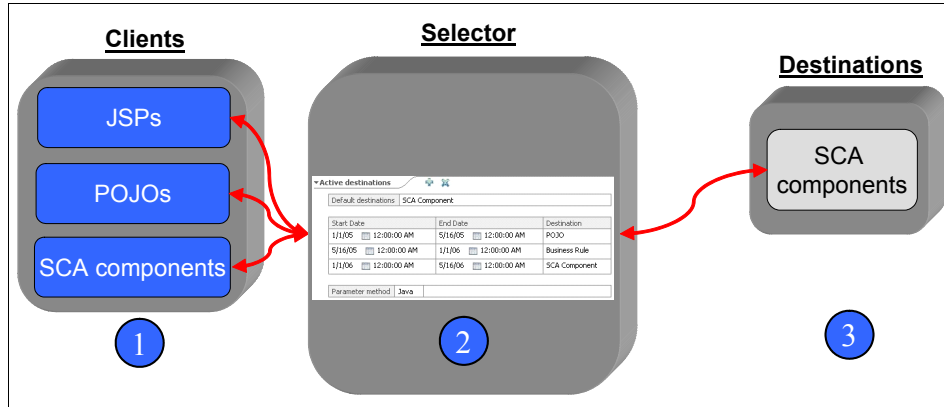 Clients
JSPs
POJOs
SCA components
1
Selector
Active destinations
Default destinations SCA Component
Start Date End Date Destination
1/1/05 12:00:00 AM 5/16/05 12:00:00 AM POJO
5/16/05 12:00:00 AM 1/1/06 12:00:00 AM Business Rule
1/1/06 12:00:00 AM 5/16/06 12:00:00 AM SCA Component
Parameter method Java
2
Destinations
SCA
components
3